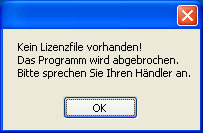 Kein Lizenzfile vorhanden!
Das Programm wird abgebrochen.
Bitte sprechen Sie Ihren Händler an.
OK